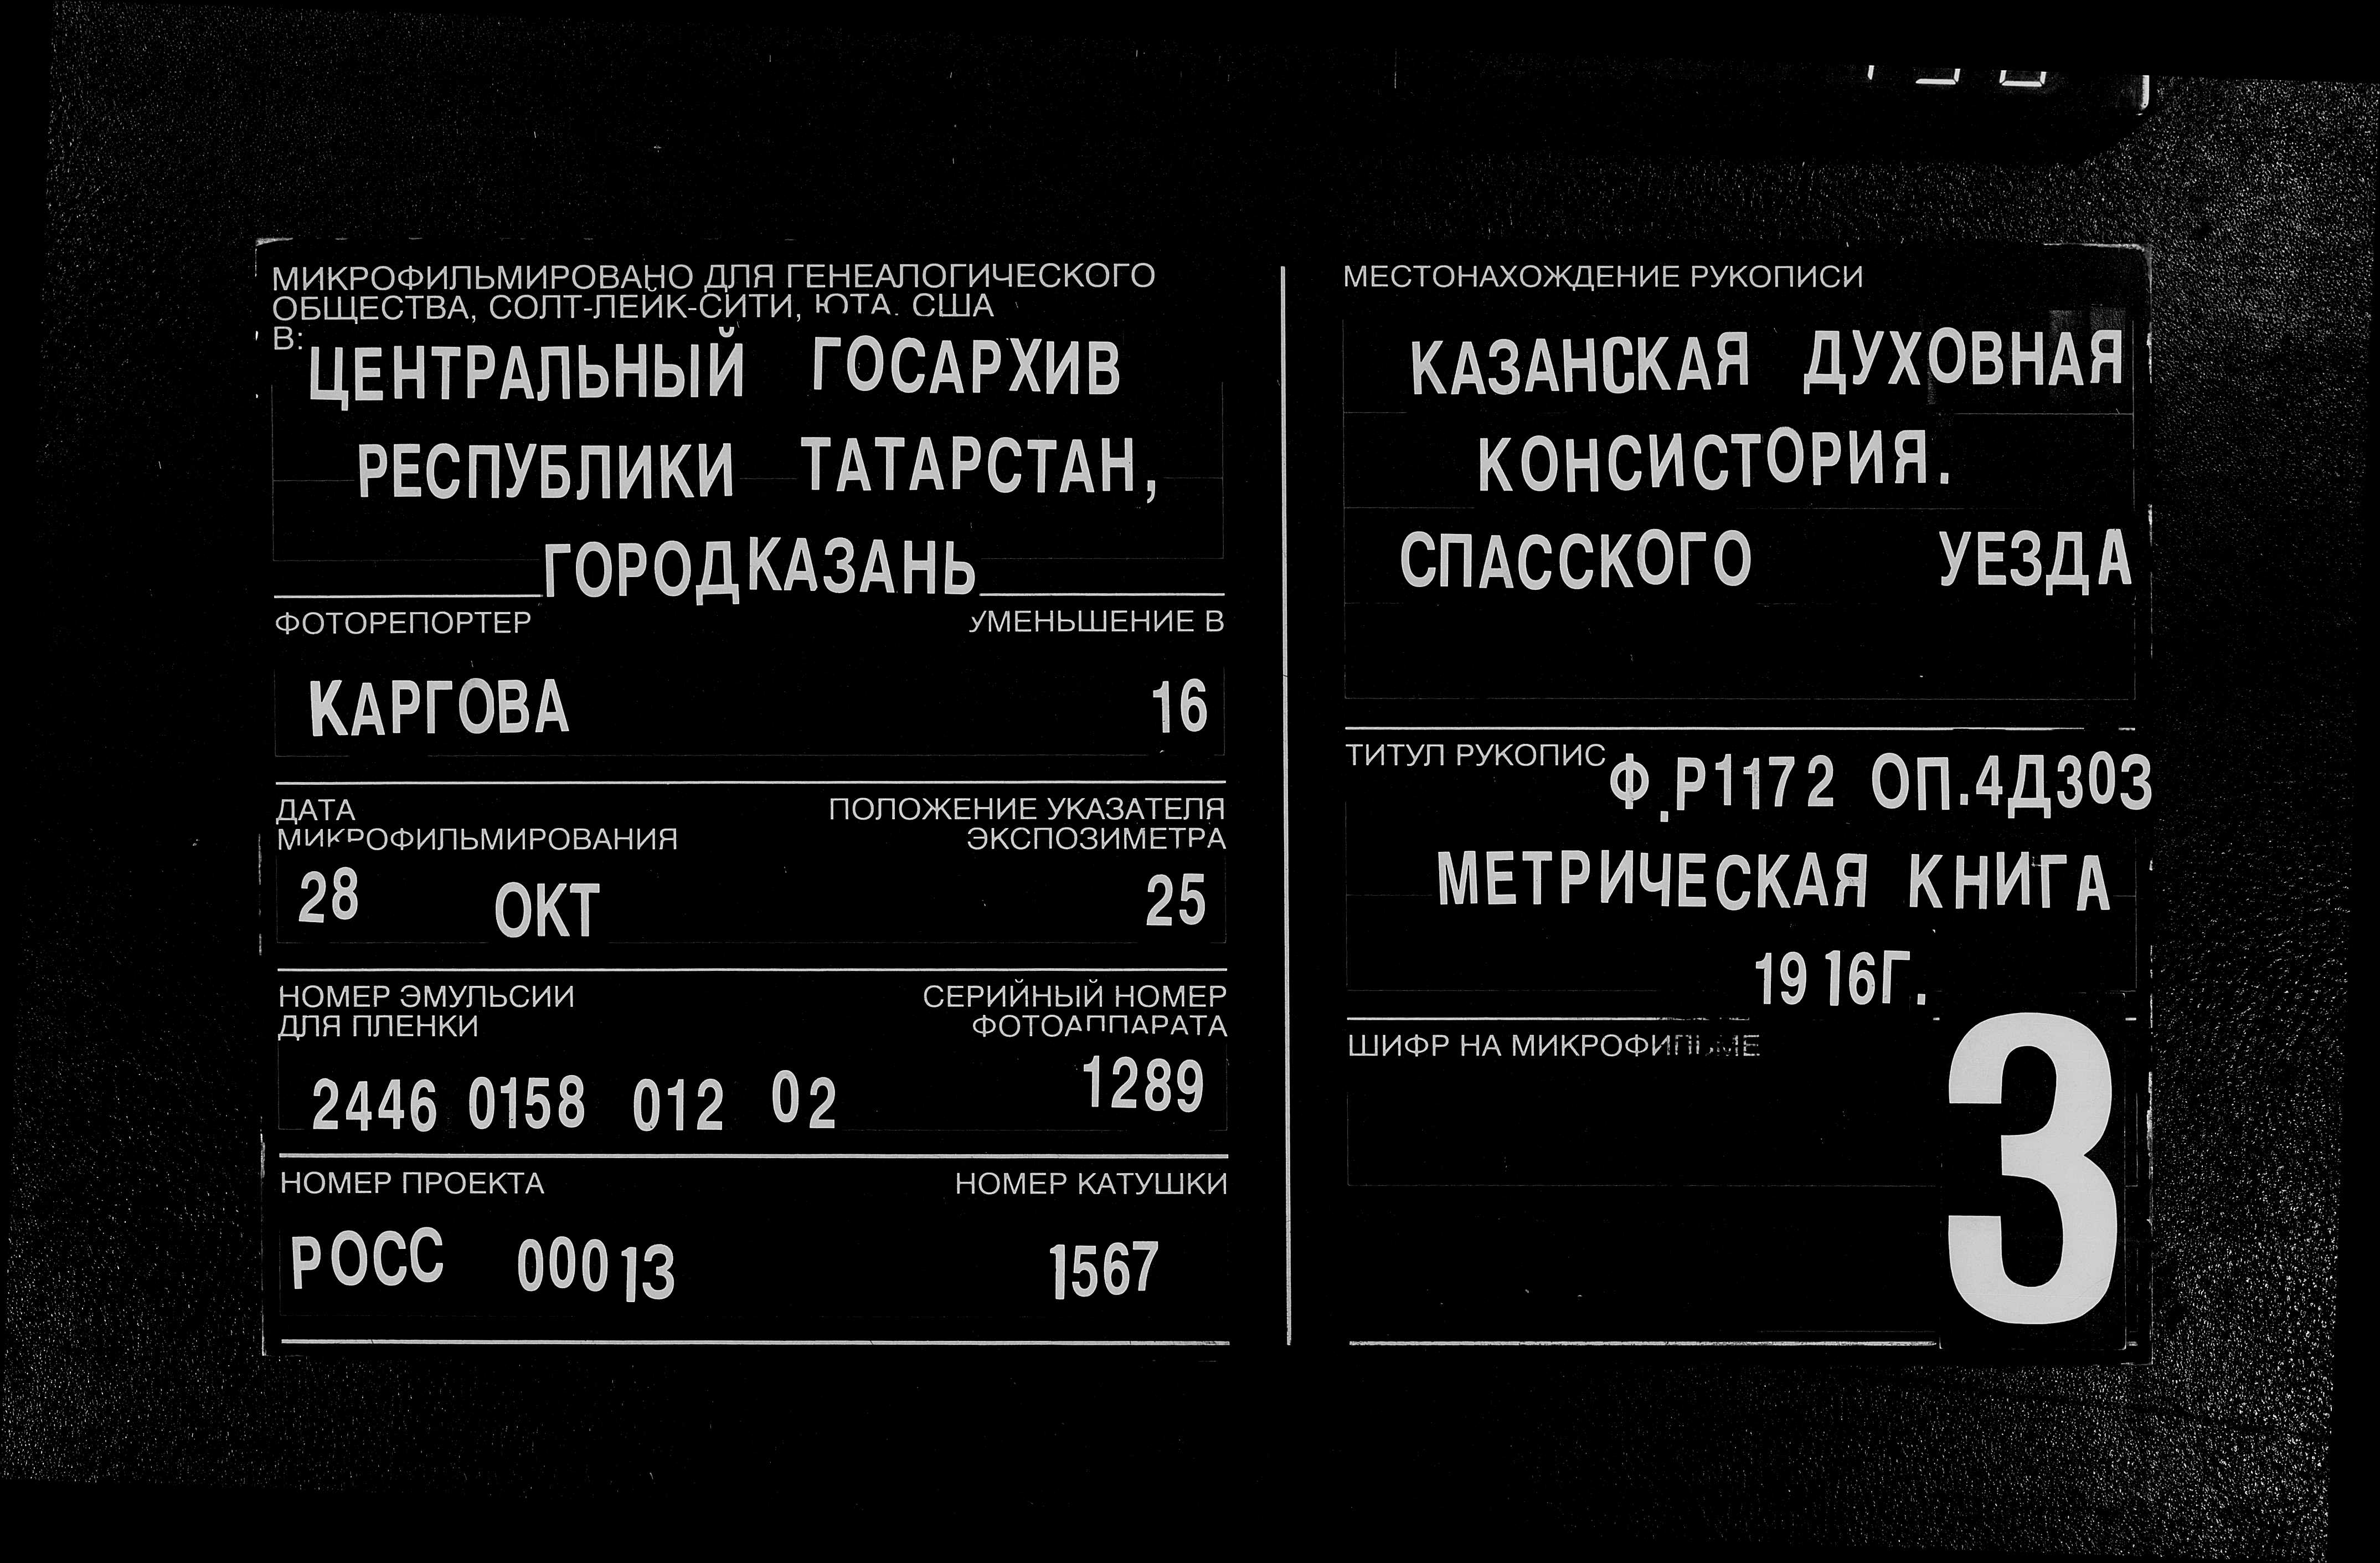 МИКРОФИЛЬМИРОВАНО ДЛЯ ГЕНЕАЛОГИЧЕСКОГО
ОБЩЕСТВА, СОЛТ-ЛЕЙК-СИТИ, ЮТА. США
В:
ЦЕНТРАЛЬНЫЙ ГОСАРХИВ
РЕСПУБЛИКИ ТАТАРСТАН,
ГОРОД КАЗАНЬ
ФОТОРЕПОРТЕР УМЕНЬШЕНИЕ В
КАРГОВА 16
ДАТА ПОЛОЖЕНИЕ УКАЗАТЕЛЯ
МИКРОФИЛЬМИРОВАНИЯ ЭКСПОЗИМЕТРА
28 ОКТ 25
НОМЕР ЭМУЛЬСИИ СЕРИЙНЫЙ НОМЕР
ДЛЯ ПЛЕНКИ ФОТОАППАРАТА
2446 0158 012 02 1289
НОМЕР ПРОЕКТА НОМЕР КАТУШКИ
РОСС 00013 1567
МЕСТОНАХОЖДЕНИЕ РУКОПИСИ
КАЗАНСКАЯ ДУХОВНАЯ
КОНСИСТОРИЯ.
СПАССКОГО УЕЗДА
ТИТУЛ РУКОПИС Ф.Р1172 ОП.4Д303
МЕТРИЧЕСКАЯ КНИГА
1916Г.
ШИФР НА МИКРОФИЛЬМЕ
3